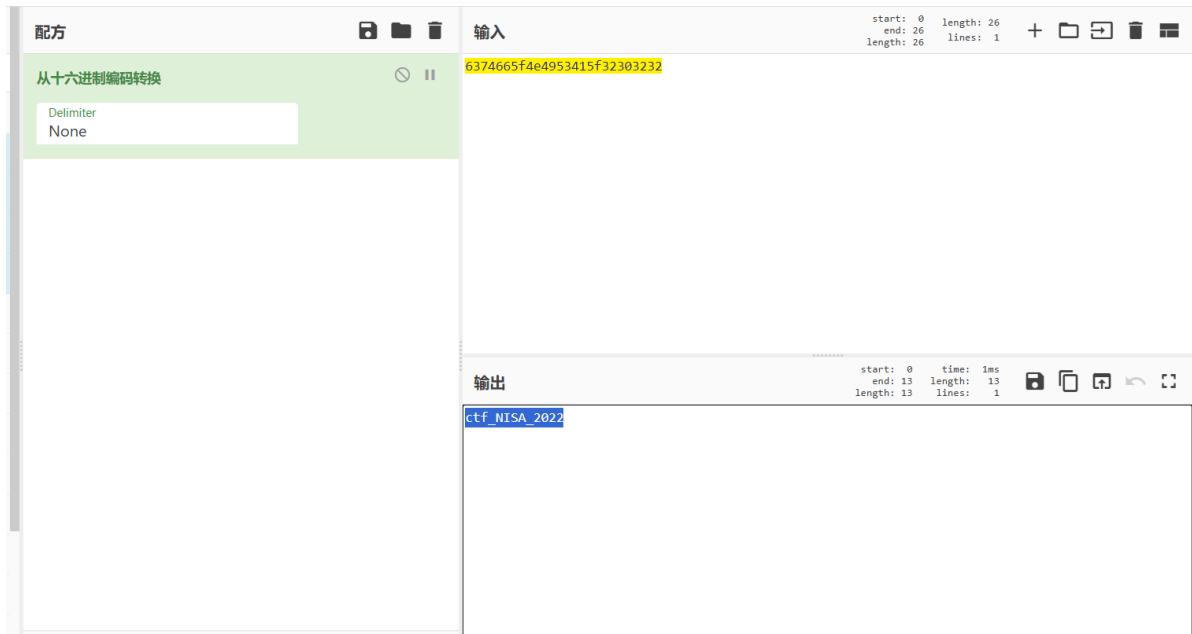 配方
从十六进制编码转换
Delimiter
None
输入
start: 0
end: 26
length: 26
length: 26
lines: 1
6374665f4e4953415f32303232
输出
start: 0
end: 13
length: 13
time: 1ms
length: 13
lines: 1
ctf_NISA_2022